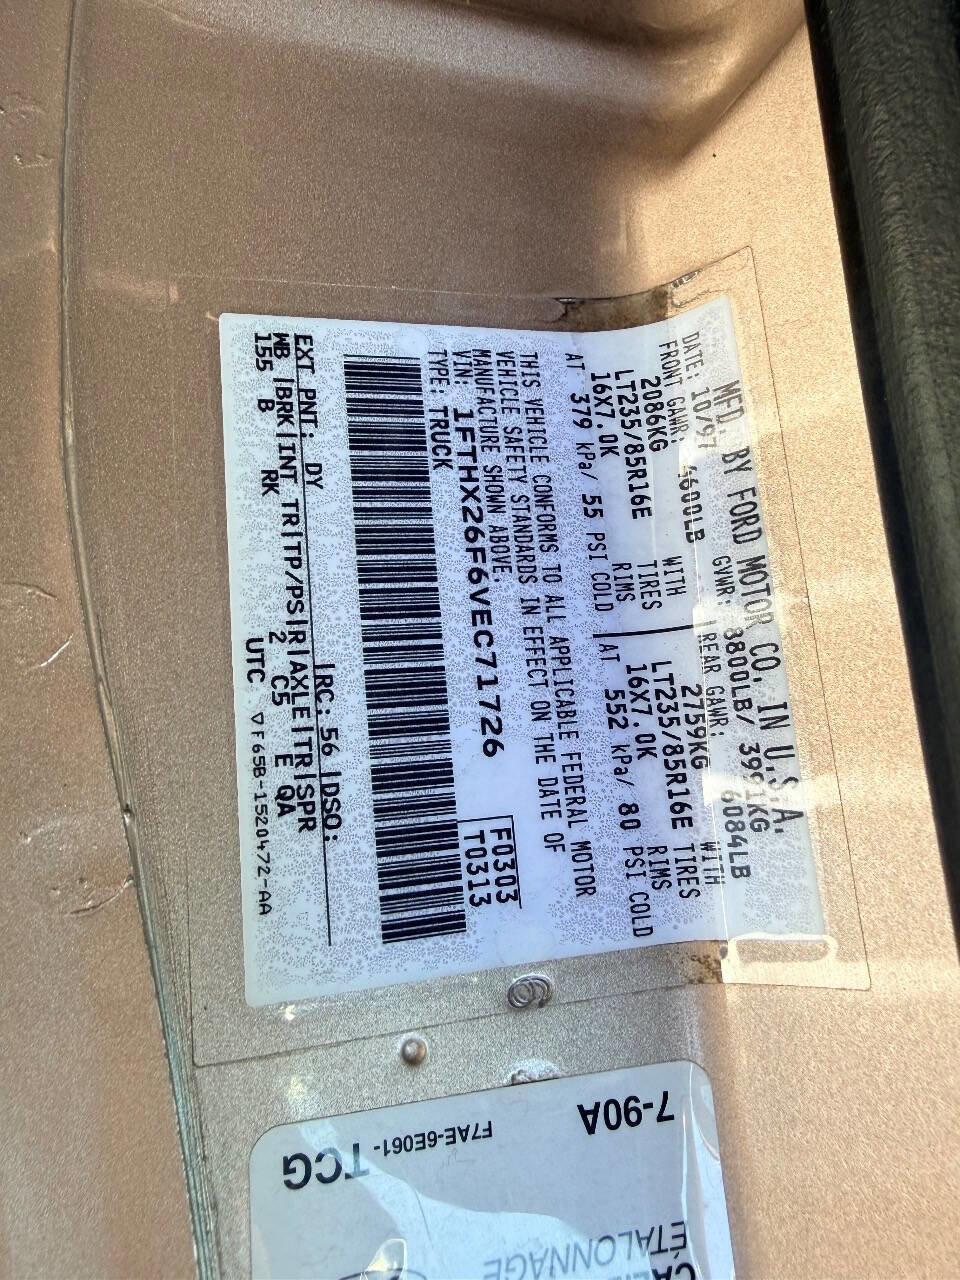 MFD. BY FORD MOTOR CO. IN U.S.A.
DATE: 10/97 GVWR: 8800LB/ 3991KG
FRONT GAWR: 4600LB REAR GAWR: 6084LB
2086KG WITH 2759KG WITH
LT235/85R16E TIRES LT235/85R16E TIRES
16X7.0K RIMS 16X7.0K RIMS
AT 379 kPa/ 55 PSI COLD AT 552 kPa/ 80 PSI COLD
THIS VEHICLE CONFORMS TO ALL APPLICABLE FEDERAL MOTOR
VEHICLE SAFETY STANDARDS IN EFFECT ON THE DATE OF
MANUFACTURE SHOWN ABOVE.
VIN: 1FTHX26F6VEC71726 F0303
TYPE: TRUCK T0313
EXT PNT: DY RC: 56 DSO:
WB BRK INT TR TP/PS R AXLE TR SPR
155 B RK 2 C5 E QA
UTC ▽F65B-1520472-AA
7-90A
F7AE-6E061-TCG
ÉTALONNAGE